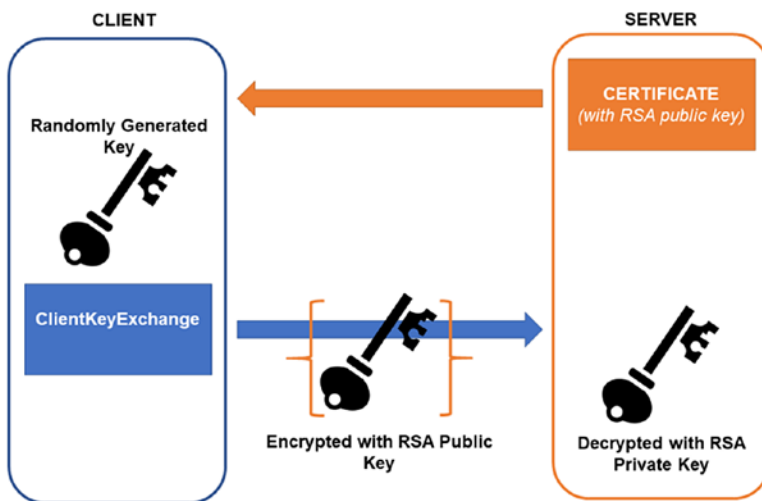 CLIENT
SERVER
CERTIFICATE
(with RSA public key)
Randomly Generated
Key
ClientKeyExchange
Encrypted with RSA Public
Key
Decrypted with RSA
Private Key